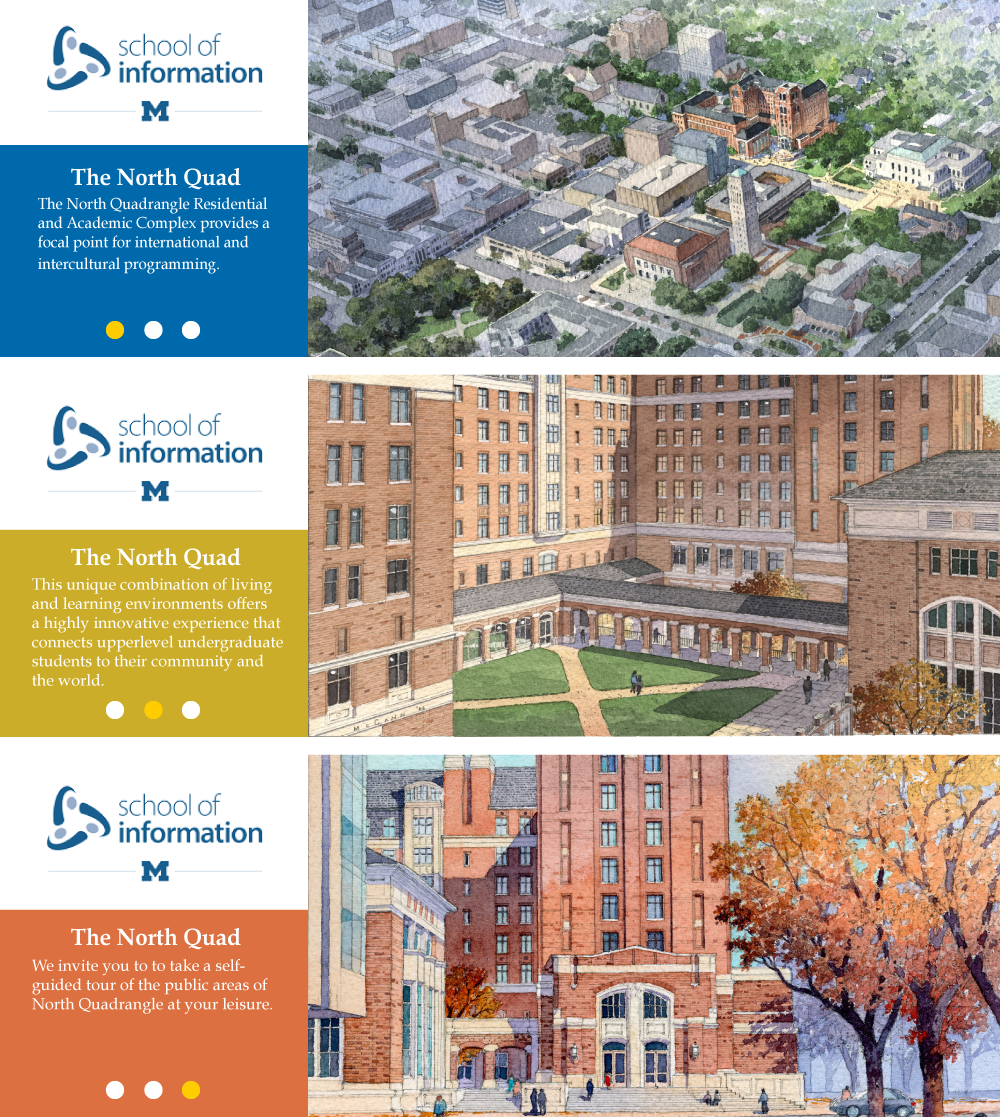 school of
information
M
The North Quad
The North Quadrangle Residential
and Academic Complex provides a
focal point for international and
intercultural programming.
school of
information
M
The North Quad
This unique combination of living
and learning environments offers
a highly innovative experience that
connects upperlevel undergraduate
students to their community and
the world.
McCANN
school of
information
M
The North Quad
We invite you to to take a self-
guided tour of the public areas of
North Quadrangle at your leisure.